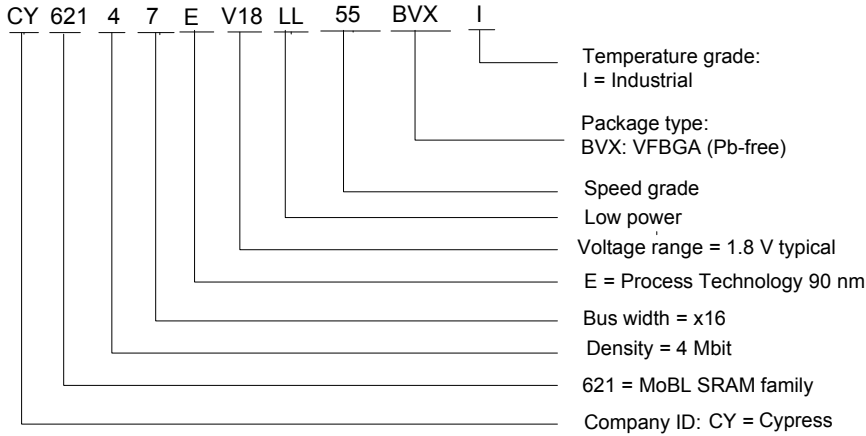 CY 621 4 7 E V18 LL 55 BVX I
Temperature grade:
I = Industrial
Package type:
BVX: VFBGA (Pb-free)
Speed grade
Low power
Voltage range = 1.8 V typical
E = Process Technology 90 nm
Bus width = x16
Density = 4 Mbit
621 = MoBL SRAM family
Company ID: CY = Cypress